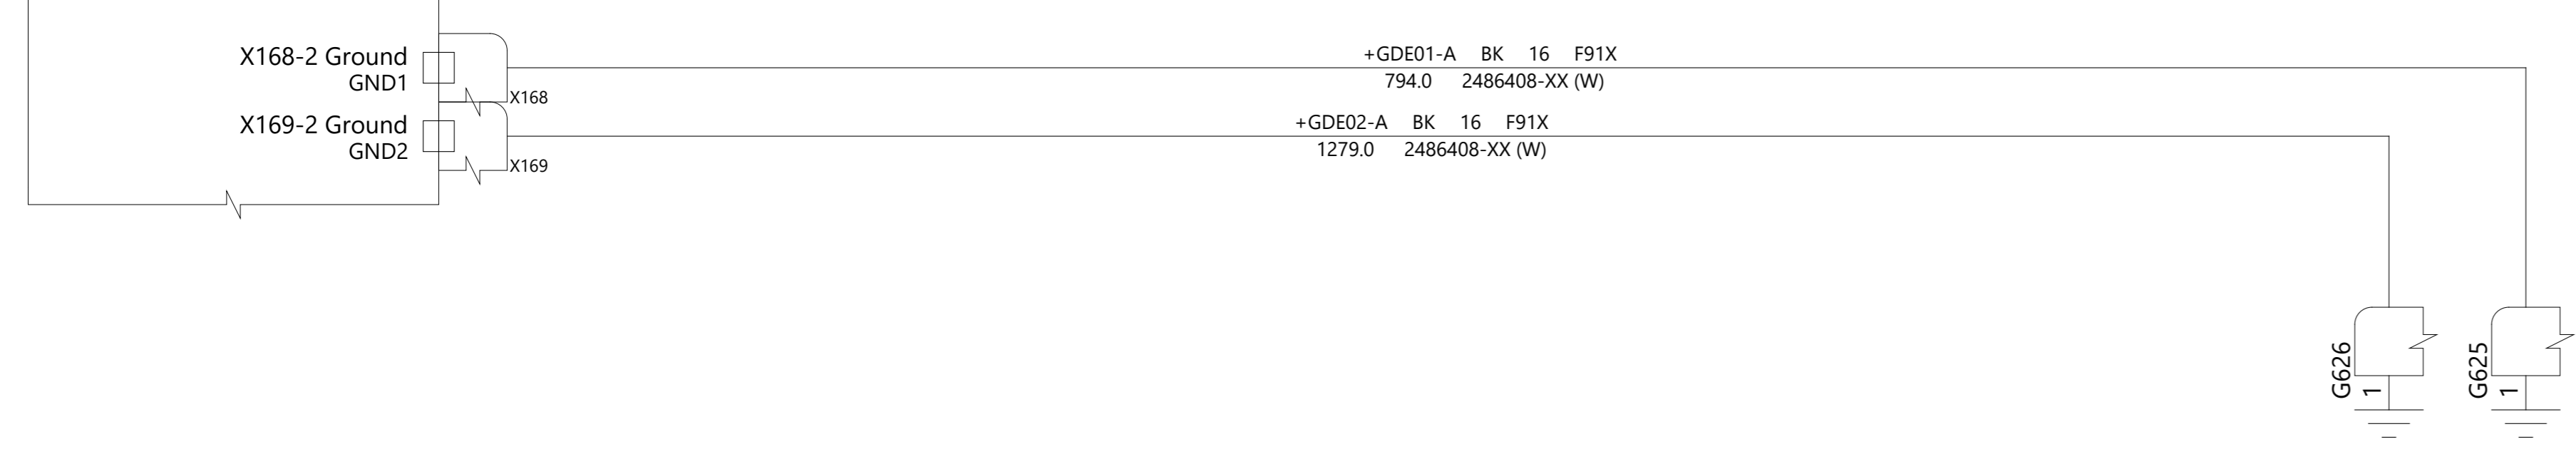 X168-2 Ground
GND1
X168
+GDE01-A BK 16 F91X
794.0 2486408-XX (W)
X169-2 Ground
GND2
X169
+GDE02-A BK 16 F91X
1279.0 2486408-XX (W)
G626
1
G625
1